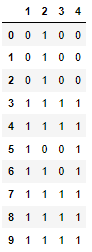 1 2 3 4
0 0 1 0 0
1 0 1 0 0
2 0 1 0 0
3 1 1 1 1
4 1 1 1 1
5 1 0 0 1
6 1 1 0 1
7 1 1 1 1
8 1 1 1 1
9 1 1 1 1